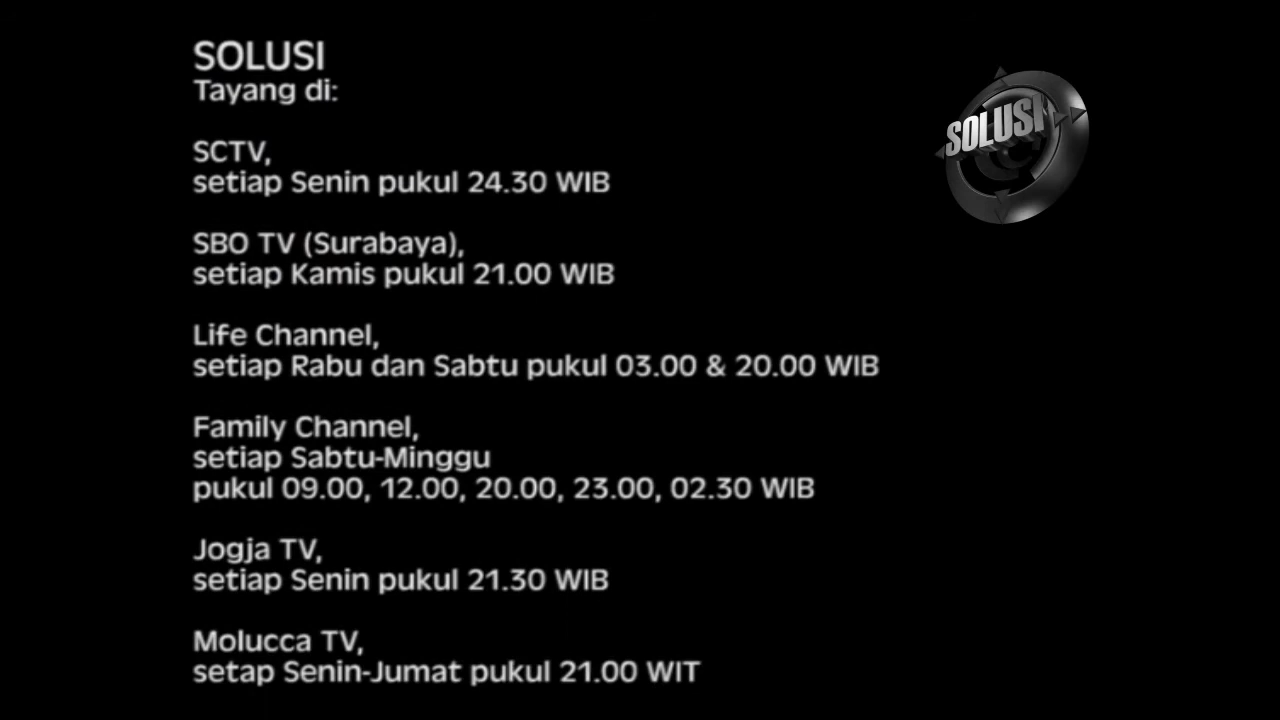 SOLUSI
Tayang di:
SOLUSI
SCTV,
setiap Senin pukul 24.30 WIB
SBO TV (Surabaya),
setiap Kamis pukul 21.00 WIB
Life Channel,
setiap Rabu dan Sabtu pukul 03.00 & 20.00 WIB
Family Channel,
setiap Sabtu-Minggu
pukul 09.00, 12.00, 20.00, 23.00, 02.30 WIB
Jogja TV,
setiap Senin pukul 21.30 WIB
Molucca TV,
setap Senin-Jumat pukul 21.00 WIT